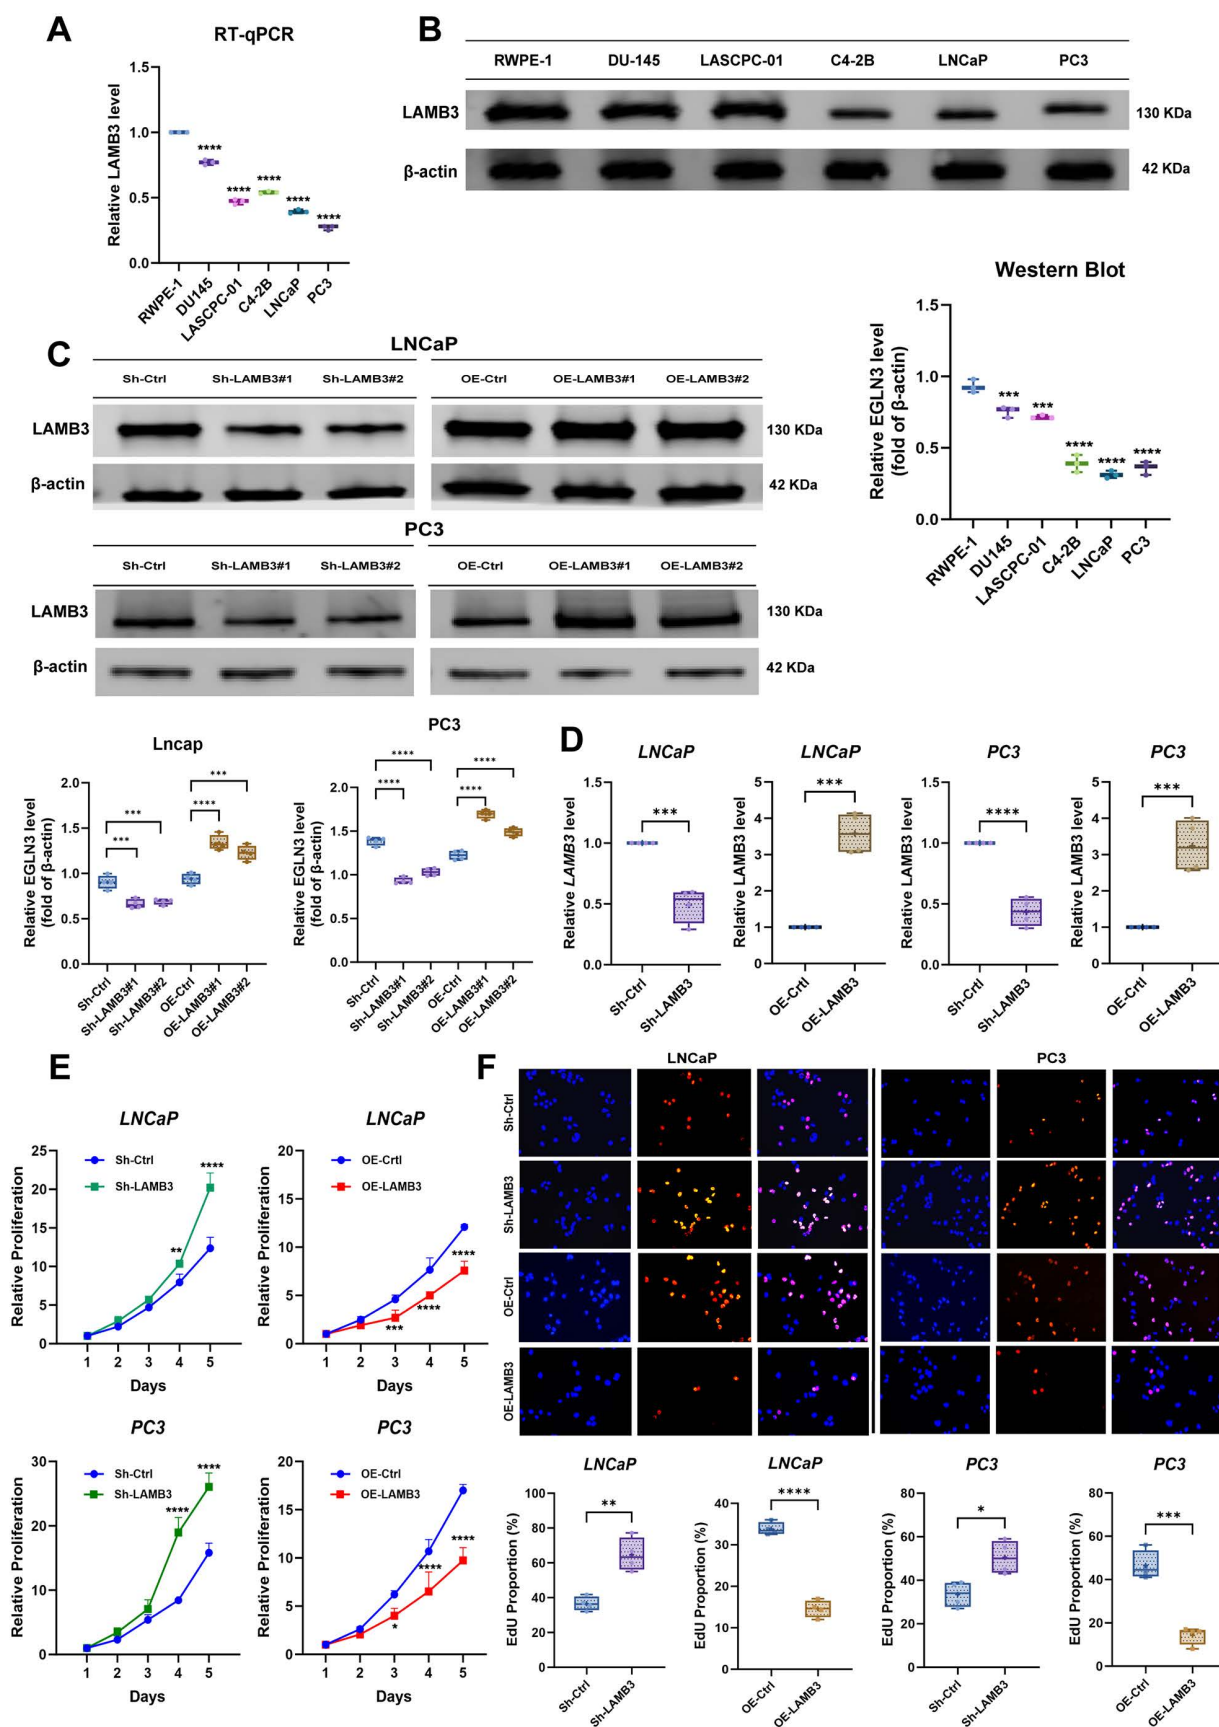 A
RT-qPCR
Relative LAMB3 level
1.5
1.0
0.5
0.0
****
****
****
****
****
RWPE-1
DU145
LASCPC-01
C4-2B
LNCaP
PC3
B
RWPE-1 DU-145 LASCPC-01 C4-2B LNCaP PC3
LAMB3 130 KDa
β-actin 42 KDa
Western Blot
Relative EGLN3 level
(fold of β-actin)
1.5
1.0
0.5
0.0
***
***
****
****
****
RWPE-1
DU145
LASCPC-01
C4-2B
LNCaP
PC3
C
LNCaP
Sh-Ctrl Sh-LAMB3#1 Sh-LAMB3#2 OE-Ctrl OE-LAMB3#1 OE-LAMB3#2
LAMB3 130 KDa
β-actin 42 KDa
PC3
Sh-Ctrl Sh-LAMB3#1 Sh-LAMB3#2 OE-Ctrl OE-LAMB3#1 OE-LAMB3#2
LAMB3 130 KDa
β-actin 42 KDa
Lncap
Relative EGLN3 level
(fold of β-actin)
2.0
1.5
1.0
0.5
0.0
***
***
****
***
Sh-Ctrl
Sh-LAMB3#1
Sh-LAMB3#2
OE-Ctrl
OE-LAMB3#1
OE-LAMB3#2
PC3
Relative EGLN3 level
(fold of β-actin)
2.0
1.5
1.0
0.5
0.0
****
****
****
****
Sh-Ctrl
Sh-LAMB3#1
Sh-LAMB3#2
OE-Ctrl
OE-LAMB3#1
OE-LAMB3#2
D
LNCaP
Relative LAMB3 level
1.5
1.0
0.5
0.0
***
Sh-Ctrl
Sh-LAMB3
LNCaP
Relative LAMB3 level
5
4
3
2
1
0
***
OE-Crtl
OE-LAMB3
PC3
Relative LAMB3 level
1.5
1.0
0.5
0.0
****
Sh-Crtl
Sh-LAMB3
PC3
Relative LAMB3 level
5
4
3
2
1
0
***
OE-Crtl
OE-LAMB3
E
LNCaP
Relative Proliferation
25
20
15
10
5
0
Sh-Ctrl
Sh-LAMB3
**
****
1 2 3 4 5
Days
LNCaP
Relative Proliferation
20
15
10
5
0
OE-Crtl
OE-LAMB3
***
****
****
1 2 3 4 5
Days
PC3
Relative Proliferation
30
20
10
0
Sh-Ctrl
Sh-LAMB3
****
****
1 2 3 4 5
Days
PC3
Relative Proliferation
20
15
10
5
0
OE-Ctrl
OE-LAMB3
*
****
****
1 2 3 4 5
Days
F
LNCaP PC3
Sh-Ctrl
Sh-LAMB3
OE-Ctrl
OE-LAMB3
LNCaP
EdU Proportion (%)
100
80
60
40
20
0
**
Sh-Ctrl
Sh-LAMB3
LNCaP
EdU Proportion (%)
40
30
20
10
0
****
OE-Ctrl
OE-LAMB3
PC3
EdU Proportion (%)
80
60
40
20
0
*
Sh-Ctrl
Sh-LAMB3
PC3
EdU Proportion (%)
80
60
40
20
0
***
OE-Ctrl
OE-LAMB3